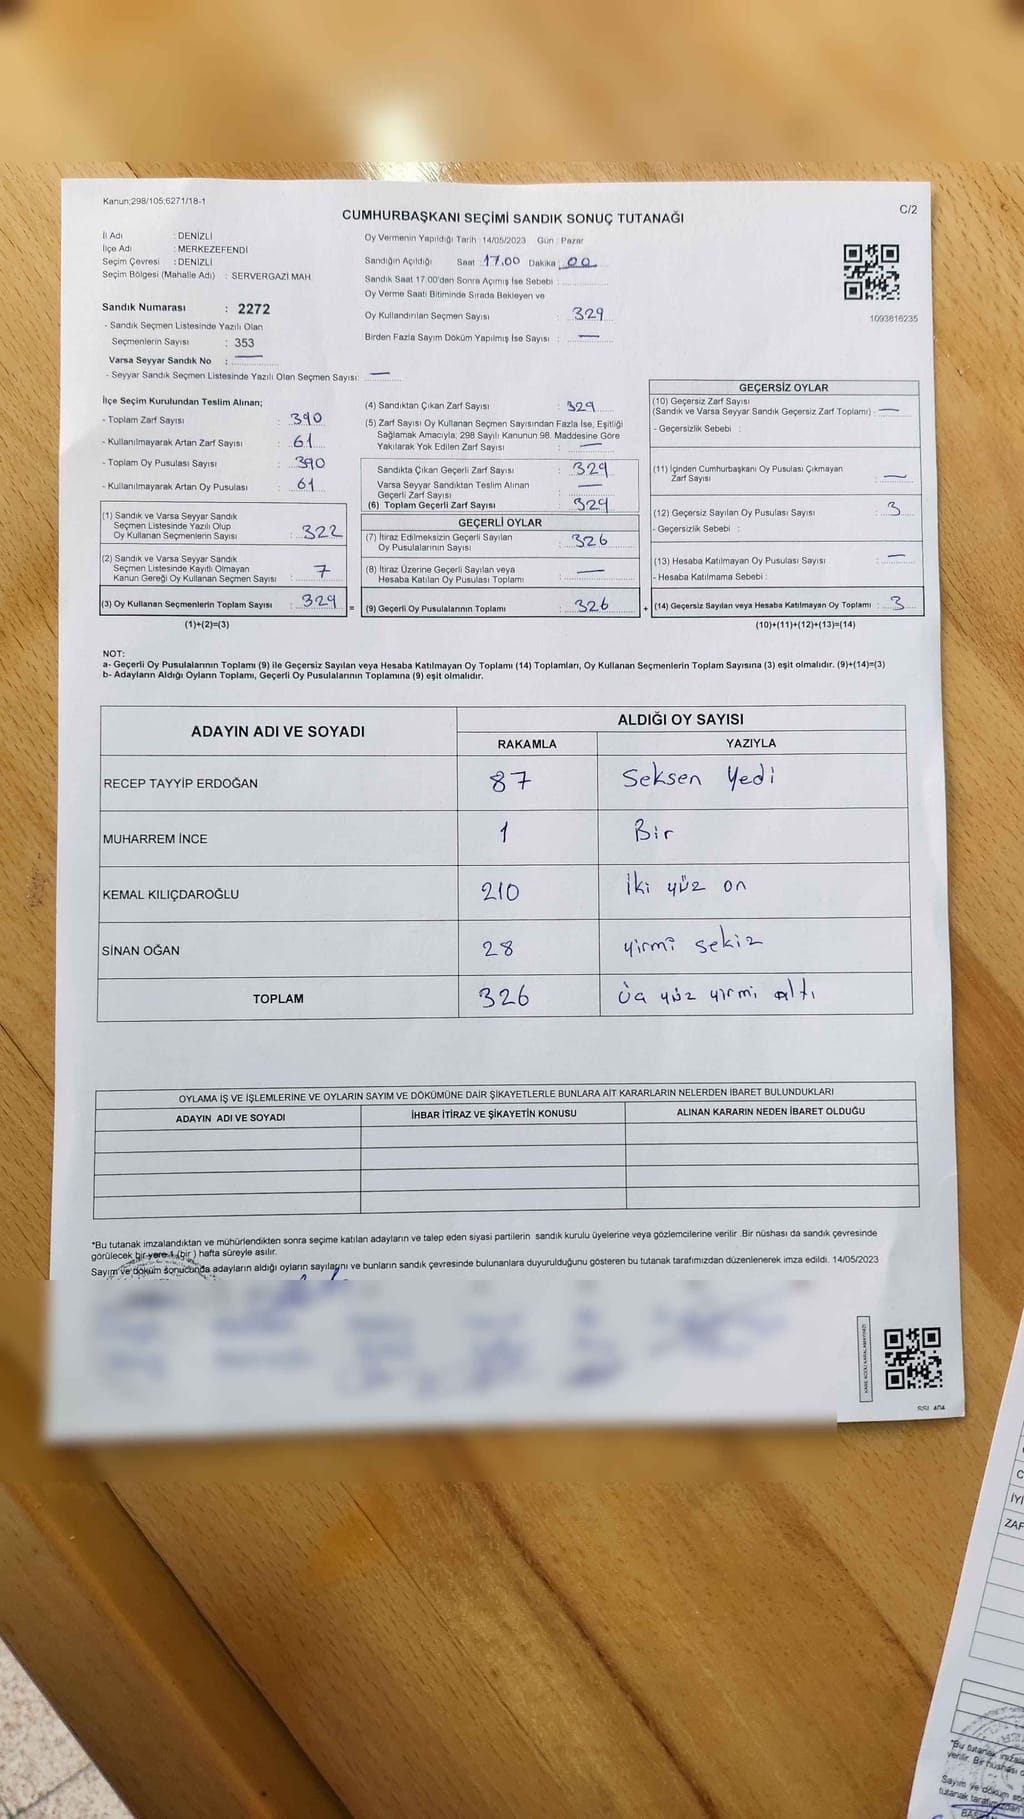 Kanun;298/105;6271/18-1
C/2
CUMHURBAŞKANI SEÇİMİ SANDIK SONUÇ TUTANAĞI
İl Adı : DENİZLİ
İlçe Adı : MERKEZEFENDİ
Seçim Çevresi : DENİZLİ
Seçim Bölgesi (Mahalle Adı) : SERVERGAZİ MAH.
Sandık Numarası : 2272
- Sandık Seçmen Listesinde Yazılı Olan
Seçmenlerin Sayısı : 353
Varsa Seyyar Sandık No : —
- Seyyar Sandık Seçmen Listesinde Yazılı Olan Seçmen Sayısı: —
Oy Vermenin Yapıldığı Tarih : 14/05/2023 Gün : Pazar
Sandığın Açıldığı Saat : 17.00 Dakika : 00
Sandık Saat 17:00'den Sonra Açımış İse Sebebi :
Oy Verme Saati Bitiminde Sırada Bekleyen ve
Oy Kullandırılan Seçmen Sayısı : 329
Birden Fazla Sayım Döküm Yapılmış İse Sayısı : —
1093816235
İlçe Seçim Kurulundan Teslim Alınan;
- Toplam Zarf Sayısı : 390
- Kullanılmayarak Artan Zarf Sayısı : 61
- Toplam Oy Pusulası Sayısı : 390
- Kullanılmayarak Artan Oy Pusulası : 61
(1) Sandık ve Varsa Seyyar Sandık
Seçmen Listesinde Yazılı Olup
Oy Kullanan Seçmenlerin Sayısı : 322
(2) Sandık ve Varsa Seyyar Sandık
Seçmen Listesinde Kayıtlı Olmayan
Kanun Gereği Oy Kullanan Seçmen Sayısı : 7
(3) Oy Kullanan Seçmenlerin Toplam Sayısı : 329 =
(1)+(2)=(3)
(4) Sandıktan Çıkan Zarf Sayısı : 329
(5) Zarf Sayısı Oy Kullanan Seçmen Sayısından Fazla İse, Eşitliği
Sağlamak Amacıyla; 298 Sayılı Kanunun 98. Maddesine Göre
Yakılarak Yok Edilen Zarf Sayısı : —
Sandıkta Çıkan Geçerli Zarf Sayısı : 329
Varsa Seyyar Sandıktan Teslim Alınan
Geçerli Zarf Sayısı : —
(6) Toplam Geçerli Zarf Sayısı : 329
GEÇERLİ OYLAR
(7) İtiraz Edilmeksizin Geçerli Sayılan
Oy Pusulalarının Sayısı : 326
(8) İtiraz Üzerine Geçerli Sayılan veya
Hesaba Katılan Oy Pusulası Toplamı : —
(9) Geçerli Oy Pusulalarının Toplamı : 326 +
GEÇERSİZ OYLAR
(10) Geçersiz Zarf Sayısı
(Sandık ve Varsa Seyyar Sandık Geçersiz Zarf Toplamı) : —
- Geçersizlik Sebebi :
(11) İçinden Cumhurbaşkanı Oy Pusulası Çıkmayan
Zarf Sayısı : —
(12) Geçersiz Sayılan Oy Pusulası Sayısı : 3
- Geçersizlik Sebebi :
(13) Hesaba Katılmayan Oy Pusulası Sayısı : —
- Hesaba Katılmama Sebebi :
(14) Geçersiz Sayılan veya Hesaba Katılmayan Oy Toplamı : 3
(10)+(11)+(12)+(13)=(14)
NOT:
a- Geçerli Oy Pusulalarının Toplamı (9) ile Geçersiz Sayılan veya Hesaba Katılmayan Oy Toplamı (14) Toplamları, Oy Kullanan Seçmenlerin Toplam Sayısına (3) eşit olmalıdır. (9)+(14)=(3)
b- Adayların Aldığı Oyların Toplamı, Geçerli Oy Pusulalarının Toplamına (9) eşit olmalıdır.
ADAYIN ADI VE SOYADI ALDIĞI OY SAYISI
RAKAMLA YAZIYLA
RECEP TAYYİP ERDOĞAN 87 Seksen Yedi
MUHARREM İNCE 1 Bir
KEMAL KILIÇDAROĞLU 210 İki yüz on
SİNAN OĞAN 28 yirmi sekiz
TOPLAM 326 Üç yüz yirmi altı
OYLAMA İŞ VE İŞLEMLERİNE VE OYLARIN SAYIM VE DÖKÜMÜNE DAİR ŞİKAYETLERLE BUNLARA AİT KARARLARIN NELERDEN İBARET BULUNDUKLARI
ADAYIN ADI VE SOYADI İHBAR İTİRAZ VE ŞİKAYETİN KONUSU ALINAN KARARIN NEDEN İBARET OLDUĞU
*Bu tutanak imzalandıktan ve mühürlendikten sonra seçime katılan adayların ve talep eden siyasi partilerin sandık kurulu üyelerine veya gözlemcilerine verilir .Bir nüshası da sandık çevresinde
görülecek bir yere 1 (bir ) hafta süreyle asılır.
Sayım ve döküm sonucunda adayların aldığı oyların sayılarını ve bunların sandık çevresinde bulunanlara duyurulduğunu gösteren bu tutanak tarafımızdan düzenlenerek imza edildi. 14/05/2023
C
İYİ
ZAF
*Bu tutanak
verilir. Bir nüshası
Sayım ve döküm